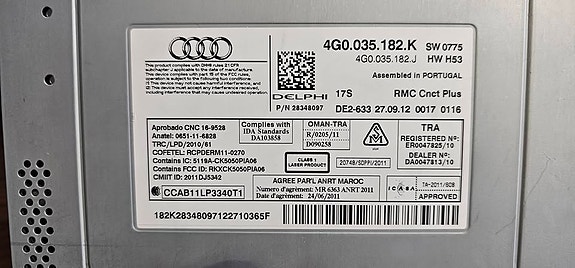 4G0.035.182.K SW 0775
4G0.035.182.J HW H53
Assembled in PORTUGAL
This product complies with DHHS rules 21 CFR
subchapter J applicable to date of manufacture.
This device complies with part 15 of the FCC rules,
operation is subject to the following two conditions:
(1) This device may not cause harmful interference, and
(2) This device must accept any interference received,
including interference that may cause undesired operation.
DELPHI
P/N 28348097
17S RMC Cnct Plus
DE2-633 27.09.12 0017 0116
Aprobado CNC 16-9528
Anatel: 0651-11-6828
TRC/LPD/2010/61
COFETEL: RCPDERM11-0270
Contains IC: 5119A-CK5050PIA06
Contains FCC ID: RKXCK5050PIA06
CMIIT ID: 2011DJ5342
CCAB11LP3340T1
Complies with
IDA Standards
DA103858
OMAN-TRA
R/0205/11
D090258
CLASS 1
LASER PRODUCT
20748/SDPPI/2011
TRA
REGISTERED Nº:
ER0047825/10
DEALER Nº:
DA0047813/10
AGREE PAR L'ANRT MAROC
Numéro d'agrément: MR 6363 ANRT 2011
Date d'agrément: 24/06/2011
ICASA
TA-2011/608
APPROVED
182K28348097122710365F